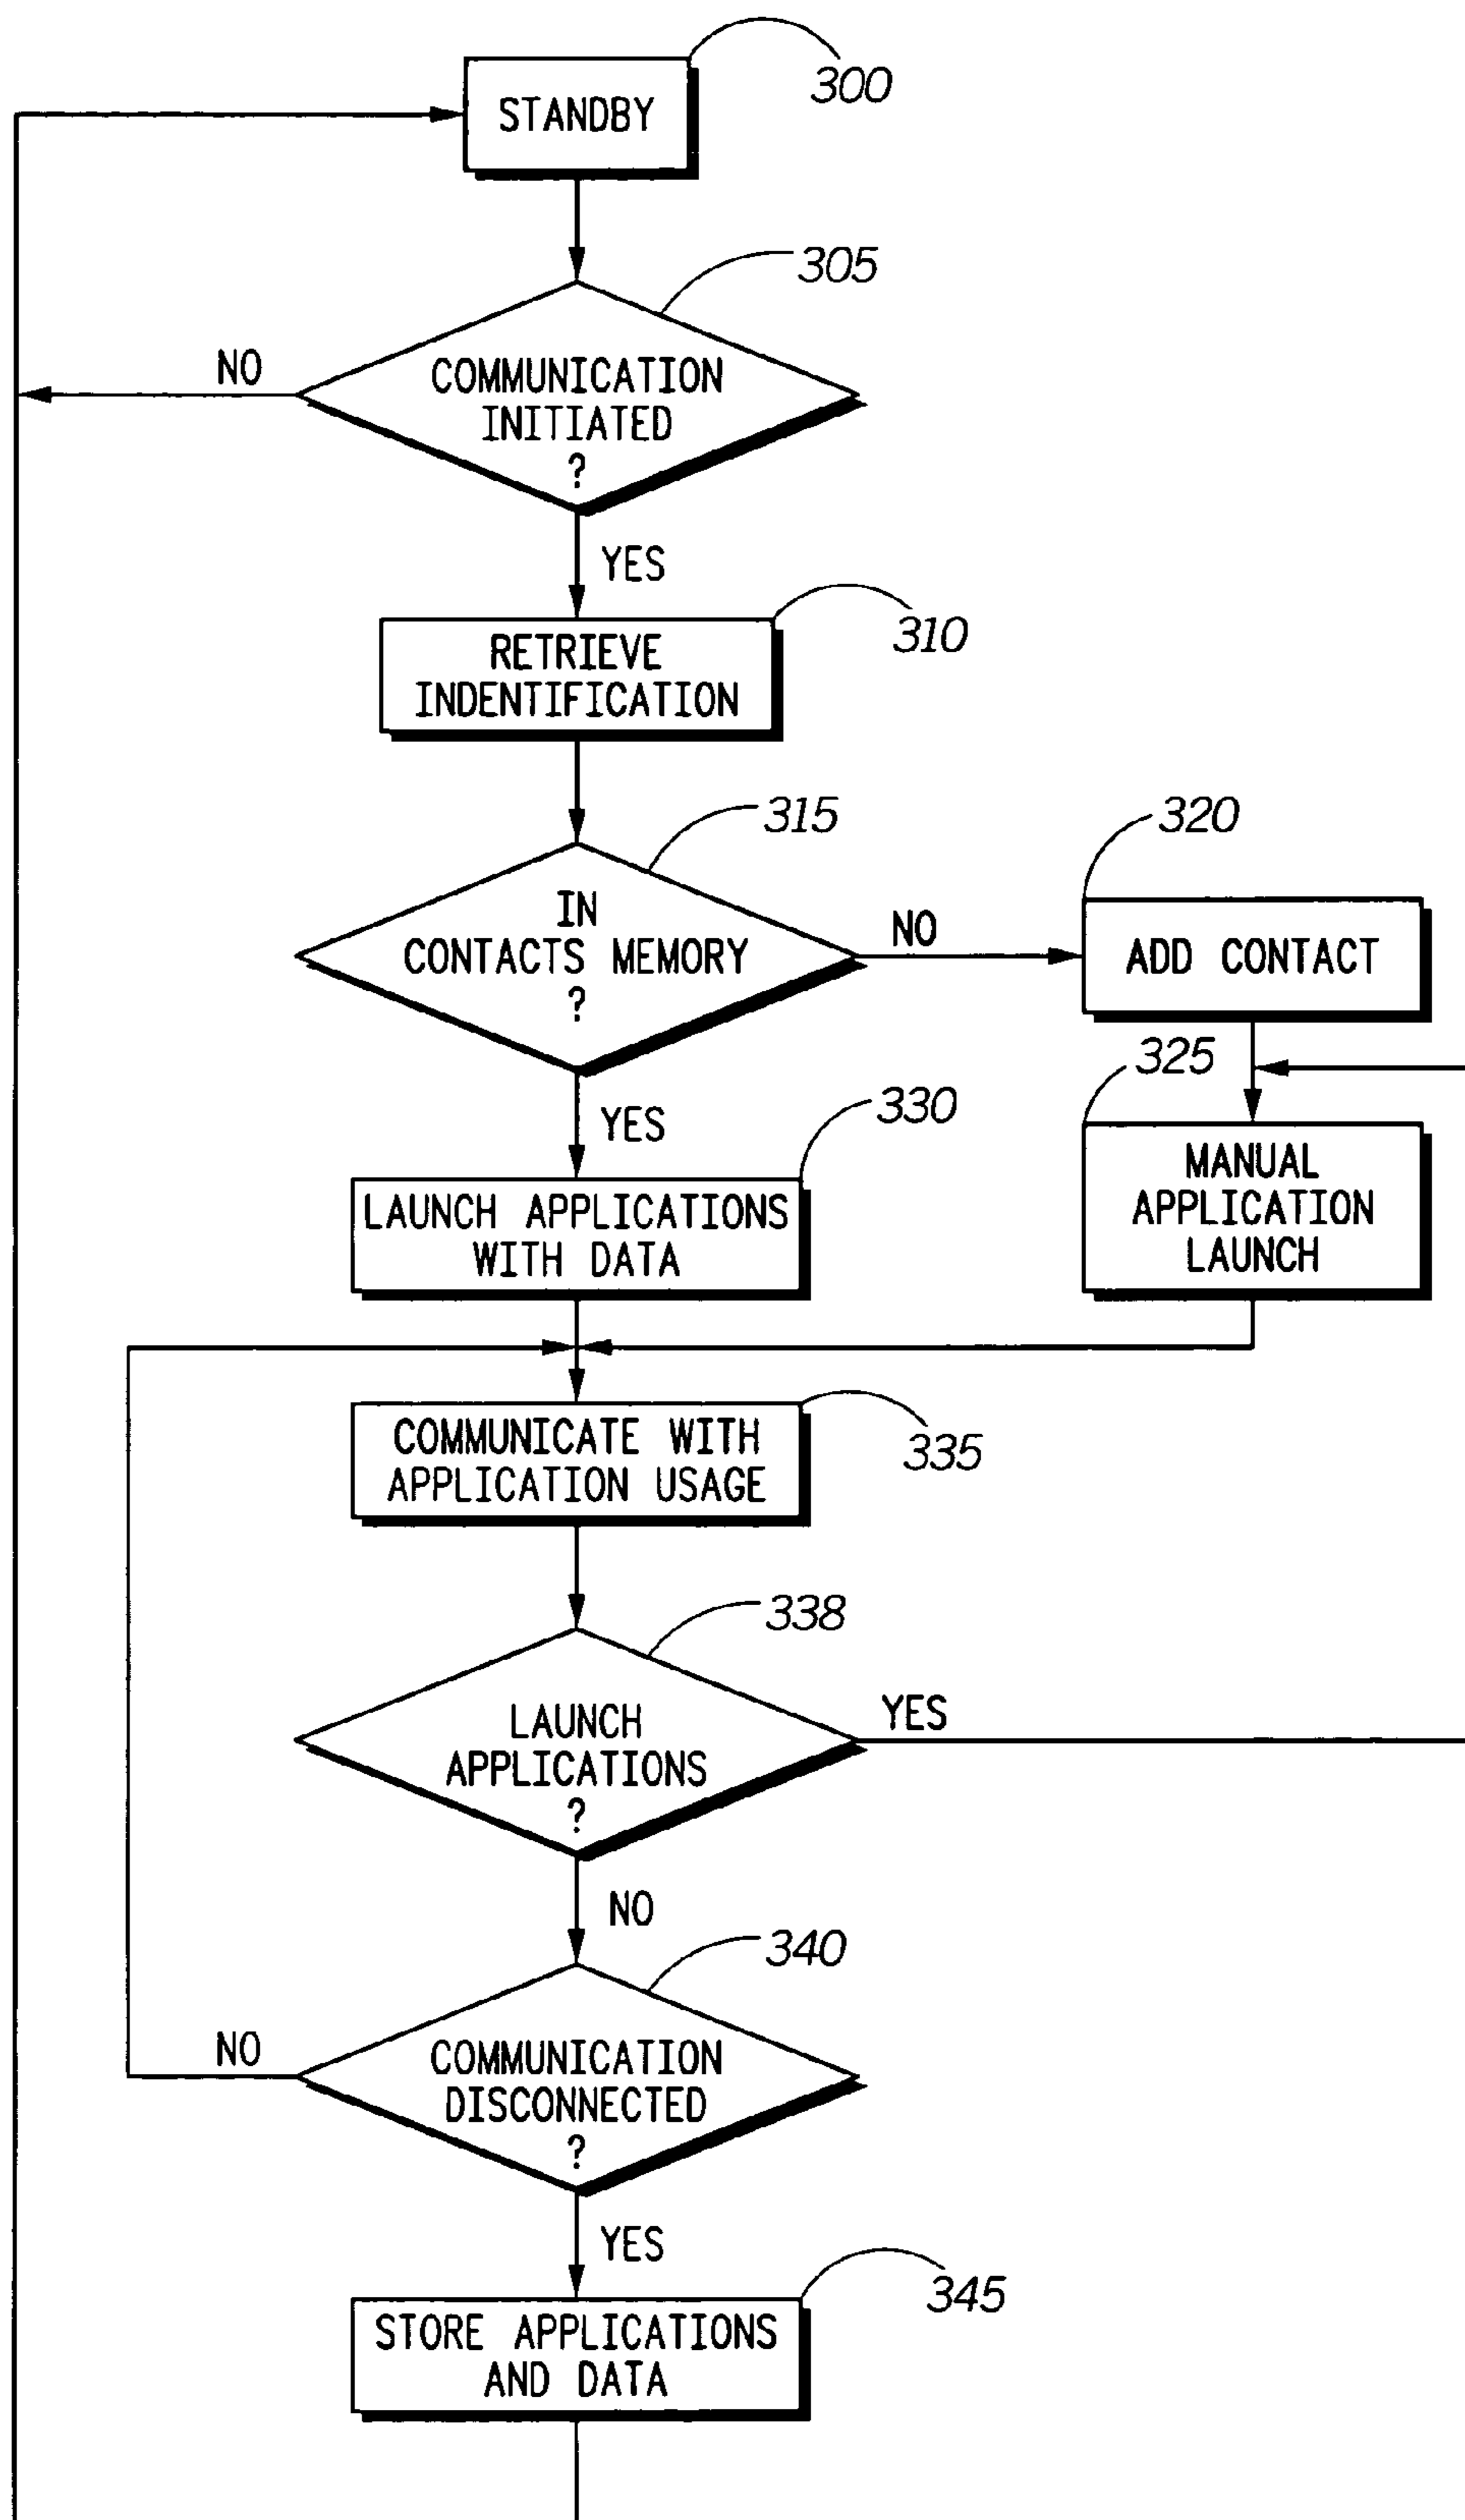 300
STANDBY
305
NO
COMMUNICATION
INITIATED
?
YES
310
RETRIEVE
INDENTIFICATION
315
320
IN
CONTACTS MEMORY
?
NO
ADD CONTACT
325
330
YES
MANUAL
APPLICATION
LAUNCH
LAUNCH APPLICATIONS
WITH DATA
COMMUNICATE WITH
APPLICATION USAGE
335
338
LAUNCH
APPLICATIONS
?
YES
NO
340
NO
COMMUNICATION
DISCONNECTED
?
YES
345
STORE APPLICATIONS
AND DATA